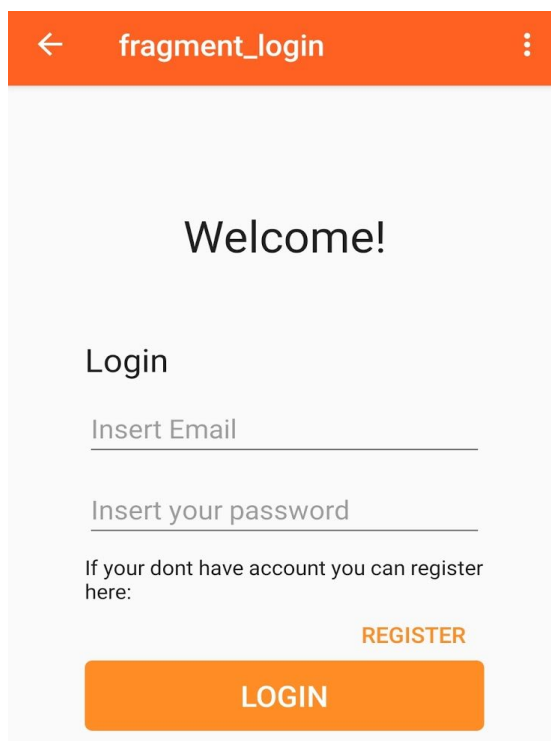 fragment_login
Welcome!
Login
Insert Email
Insert your password
If your dont have account you can register
here:
REGISTER
LOGIN